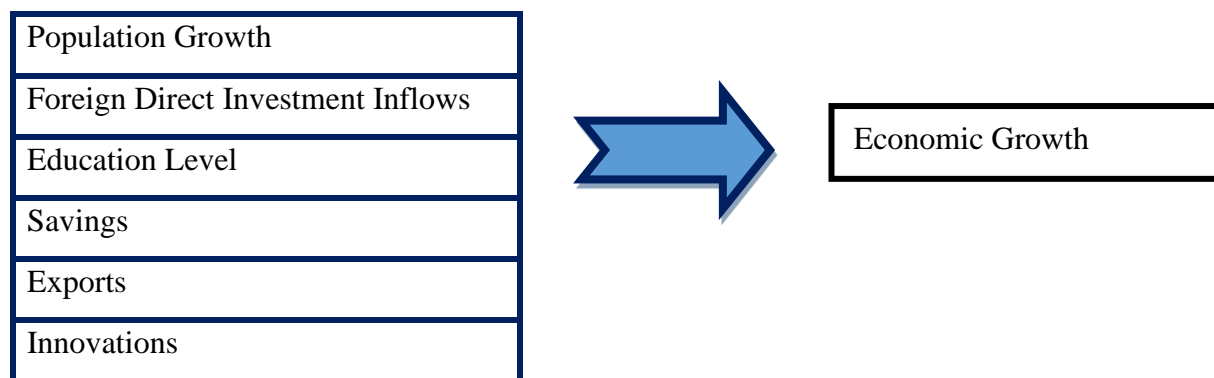 Population Growth
Foreign Direct Investment Inflows
Education Level
Savings
Exports
Innovations
Economic Growth